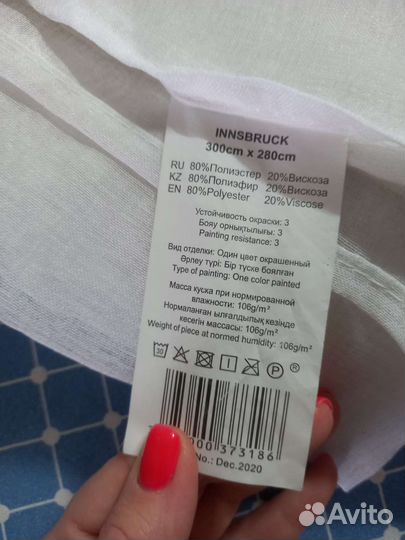 INNSBRUCK
300cm x 280cm
RU 80%Полиэстер 20%Вискоза
KZ 80%Полиэфир 20%Вискоза
EN 80%Polyester 20%Viscose
Устойчивость окраски: 3
Бояу орнықтылығы: 3
Painting resistance: 3
Вид отделки: Один цвет окрашенный
Әрлеу түрі: Бір түске боялған
Type of painting: One color painted
Масса куска при нормированной
влажности: 106g/m²
Нормаланған ылғалдылық кезінде
кесегін массасы: 106g/m²
Weight of piece at normed humidity: 106g/m²
30 P ®
000 373186
No.: Dec.2020
Avito